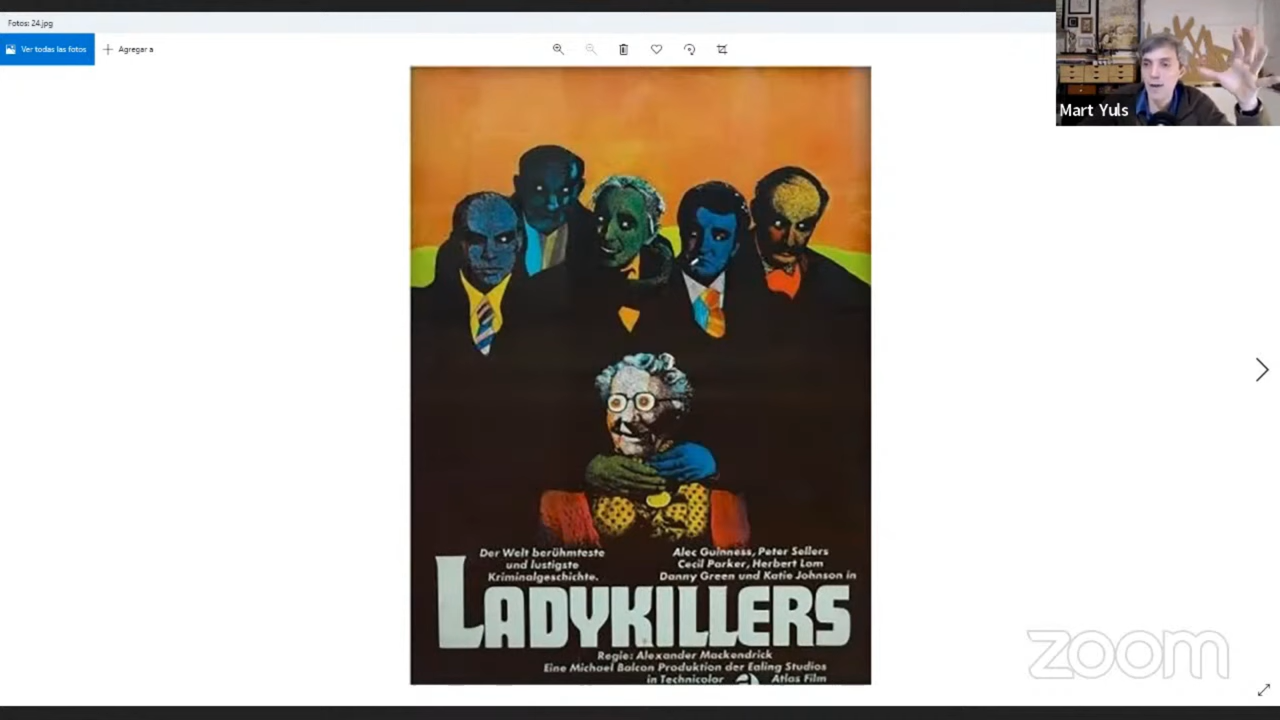 Fotos: 24.jpg
Ver todas las fotos
Agregar a
Mart Yuls
Der Welt berühmteste
und lustigste
Kriminalgeschichte.
Alec Guinness, Peter Sellers
Cecil Parker, Herbert Lom
Danny Green und Katie Johnson in
LADYKILLERS
Regie: Alexander Mackendrick
Eine Michael Balcon Produktion der Ealing Studios
in Technicolor
Atlas Film
zoom